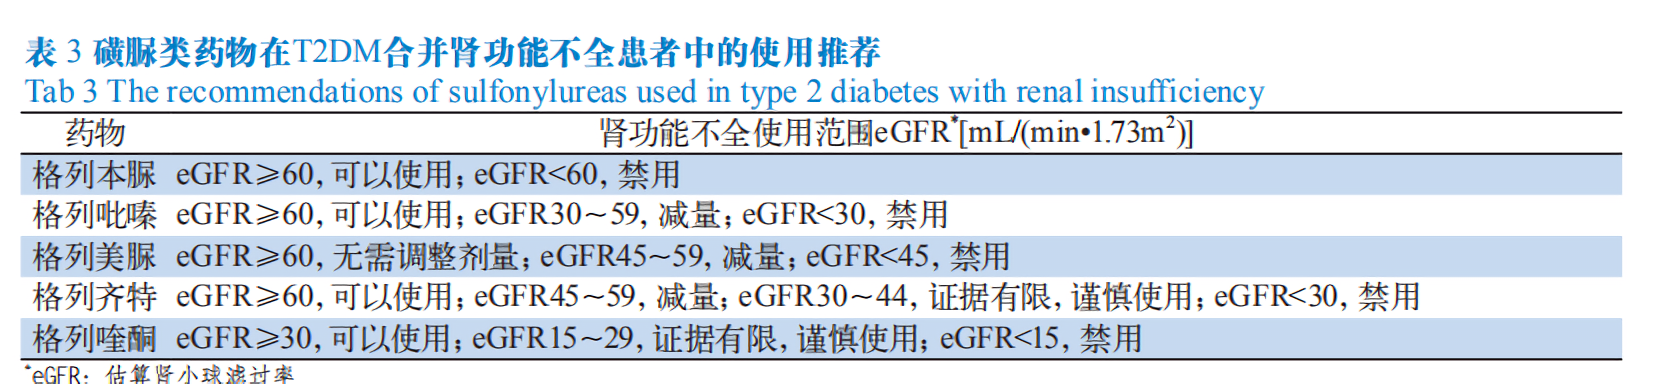 表 3 磺脲类药物在T2DM合并肾功能不全患者中的使用推荐
Tab 3 The recommendations of sulfonylureas used in type 2 diabetes with renal insufficiency
药物 肾功能不全使用范围eGFR*[mL/(min•1.73m²)]
格列本脲 eGFR≥60, 可以使用; eGFR<60, 禁用
格列吡嗪 eGFR≥60, 可以使用; eGFR30~59, 减量; eGFR<30, 禁用
格列美脲 eGFR≥60, 无需调整剂量; eGFR45~59, 减量; eGFR<45, 禁用
格列齐特 eGFR≥60, 可以使用; eGFR45~59, 减量; eGFR30~44, 证据有限, 谨慎使用; eGFR<30, 禁用
格列喹酮 eGFR≥30, 可以使用; eGFR15~29, 证据有限, 谨慎使用; eGFR<15, 禁用
*eGFR: 估算肾小球滤过率